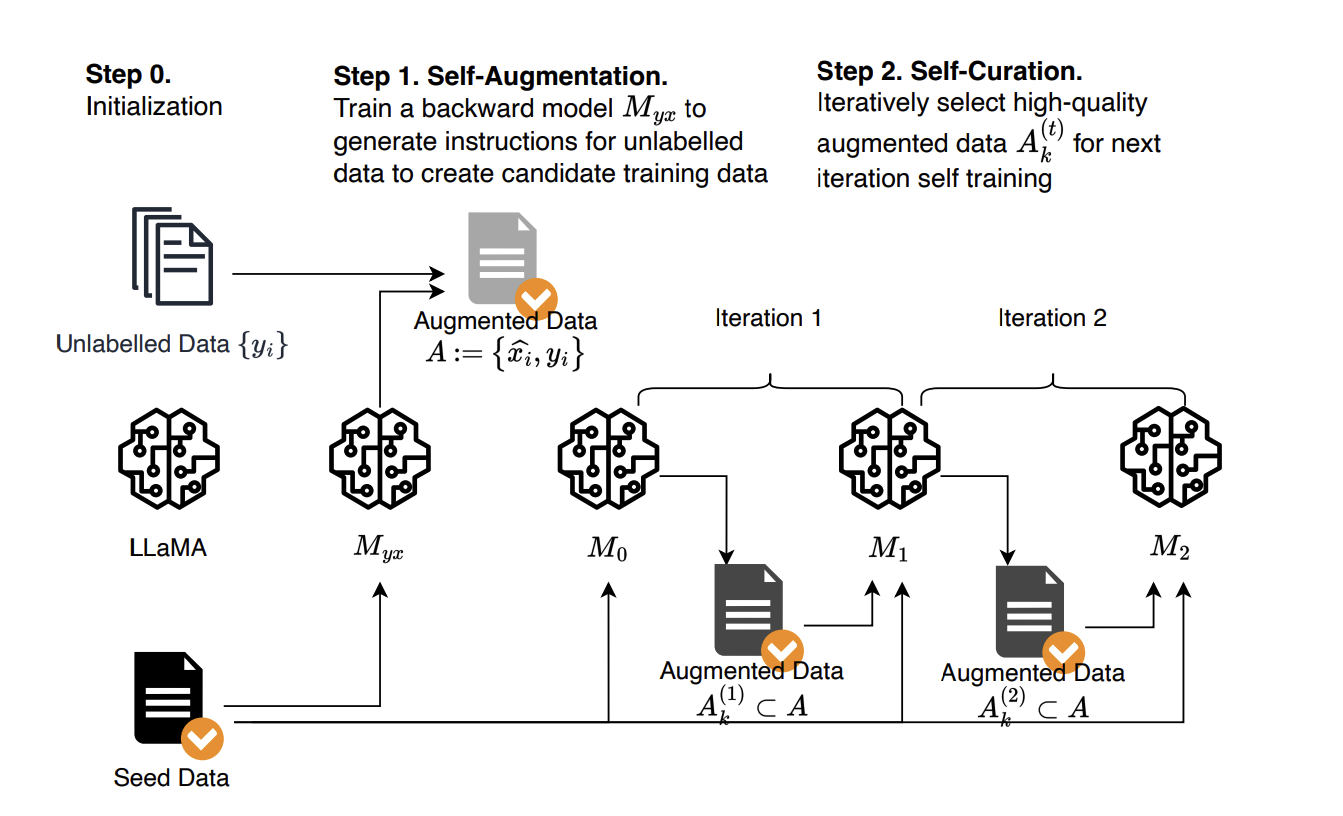 Step 0.
Initialization
Step 1. Self-Augmentation.
Train a backward model $M_{yx}$ to
generate instructions for unlabelled
data to create candidate training data
Step 2. Self-Curation.
Iteratively select high-quality
augmented data $A_k^{(t)}$ for next
iteration self training
Unlabelled Data $\{y_i\}$
Augmented Data
$A := \{\widehat{x_i}, y_i\}$
Iteration 1
Iteration 2
LLaMA
$M_{yx}$
$M_0$
$M_1$
$M_2$
Augmented Data
$A_k^{(1)} \subset A$
Augmented Data
$A_k^{(2)} \subset A$
Seed Data